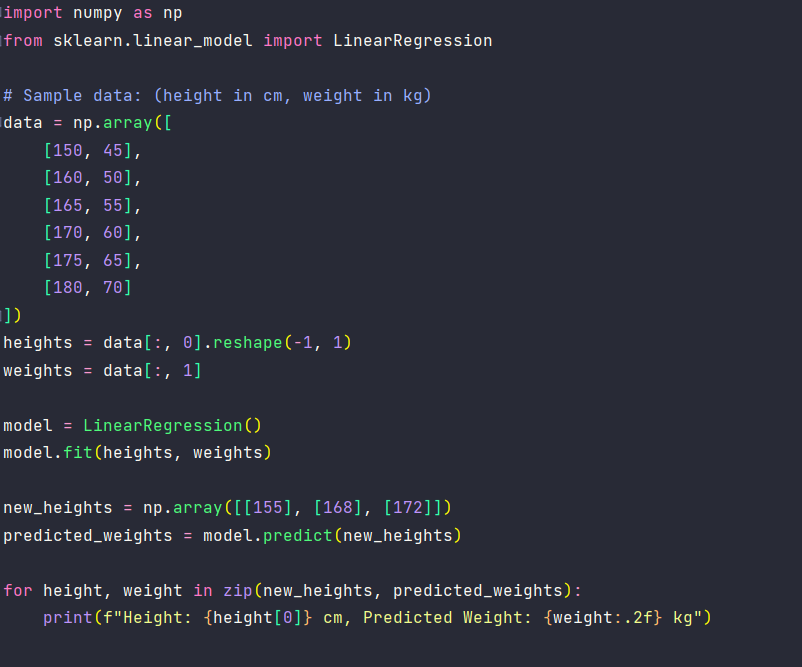 import numpy as np
from sklearn.linear_model import LinearRegression
# Sample data: (height in cm, weight in kg)
data = np.array([
    [150, 45],
    [160, 50],
    [165, 55],
    [170, 60],
    [175, 65],
    [180, 70]
])
heights = data[:, 0].reshape(-1, 1)
weights = data[:, 1]
model = LinearRegression()
model.fit(heights, weights)
new_heights = np.array([[155], [168], [172]])
predicted_weights = model.predict(new_heights)
for height, weight in zip(new_heights, predicted_weights):
    print(f"Height: {height[0]} cm, Predicted Weight: {weight:.2f} kg")